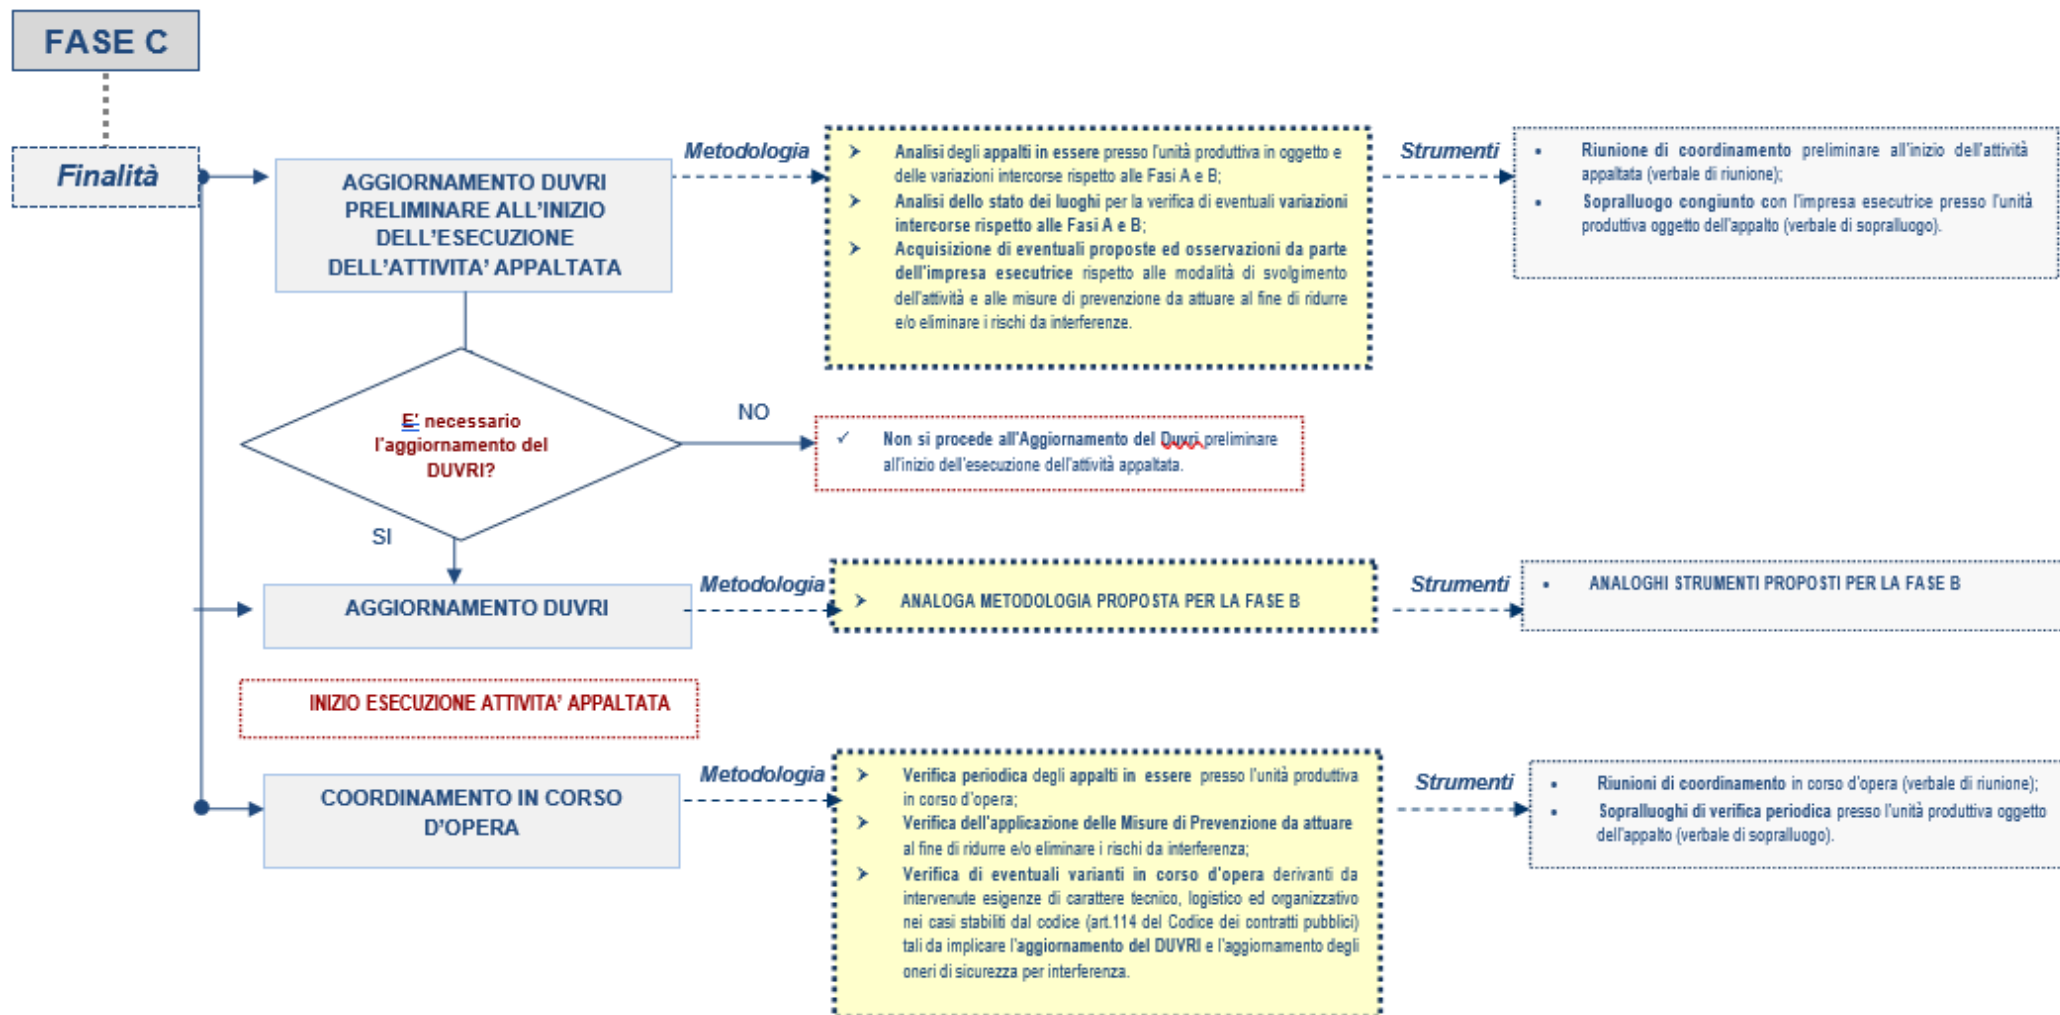 FASE C
Finalità
AGGIORNAMENTO DUVRI
PRELIMINARE ALL'INIZIO
DELL'ESECUZIONE
DELL'ATTIVITA' APPALTATA
Metodologia
➤ Analisi degli appalti in essere presso l'unità produttiva in oggetto e
delle variazioni intercorse rispetto alle Fasi A e B;
➤ Analisi dello stato dei luoghi per la verifica di eventuali variazioni
intercorse rispetto alle Fasi A e B;
➤ Acquisizione di eventuali proposte ed osservazioni da parte
dell'impresa esecutrice rispetto alle modalità di svolgimento
dell'attività e alle misure di prevenzione da attuare al fine di ridurre
e/o eliminare i rischi da interferenze.
Strumenti
• Riunione di coordinamento preliminare all'inizio dell'attività
appaltata (verbale di riunione);
• Sopralluogo congiunto con l'impresa esecutrice presso l'unità
produttiva oggetto dell'appalto (verbale di sopralluogo).
E' necessario
l'aggiornamento del
DUVRI?
NO
✓ Non si procede all'Aggiornamento del Duvri preliminare
all'inizio dell'esecuzione dell'attività appaltata.
SI
AGGIORNAMENTO DUVRI
Metodologia
➤ ANALOGA METODOLOGIA PROPOSTA PER LA FASE B
Strumenti
• ANALOGHI STRUMENTI PROPOSTI PER LA FASE B
INIZIO ESECUZIONE ATTIVITA' APPALTATA
COORDINAMENTO IN CORSO
D'OPERA
Metodologia
➤ Verifica periodica degli appalti in essere presso l'unità produttiva
in corso d'opera;
➤ Verifica dell'applicazione delle Misure di Prevenzione da attuare
al fine di ridurre e/o eliminare i rischi da interferenza;
➤ Verifica di eventuali varianti in corso d'opera derivanti da
intervenute esigenze di carattere tecnico, logistico ed organizzativo
nei casi stabiliti dal codice (art.114 del Codice dei contratti pubblici)
tali da implicare l'aggiornamento del DUVRI e l'aggiornamento degli
oneri di sicurezza per interferenza.
Strumenti
• Riunioni di coordinamento in corso d'opera (verbale di riunione);
• Sopralluoghi di verifica periodica presso l'unità produttiva oggetto
dell'appalto (verbale di sopralluogo).